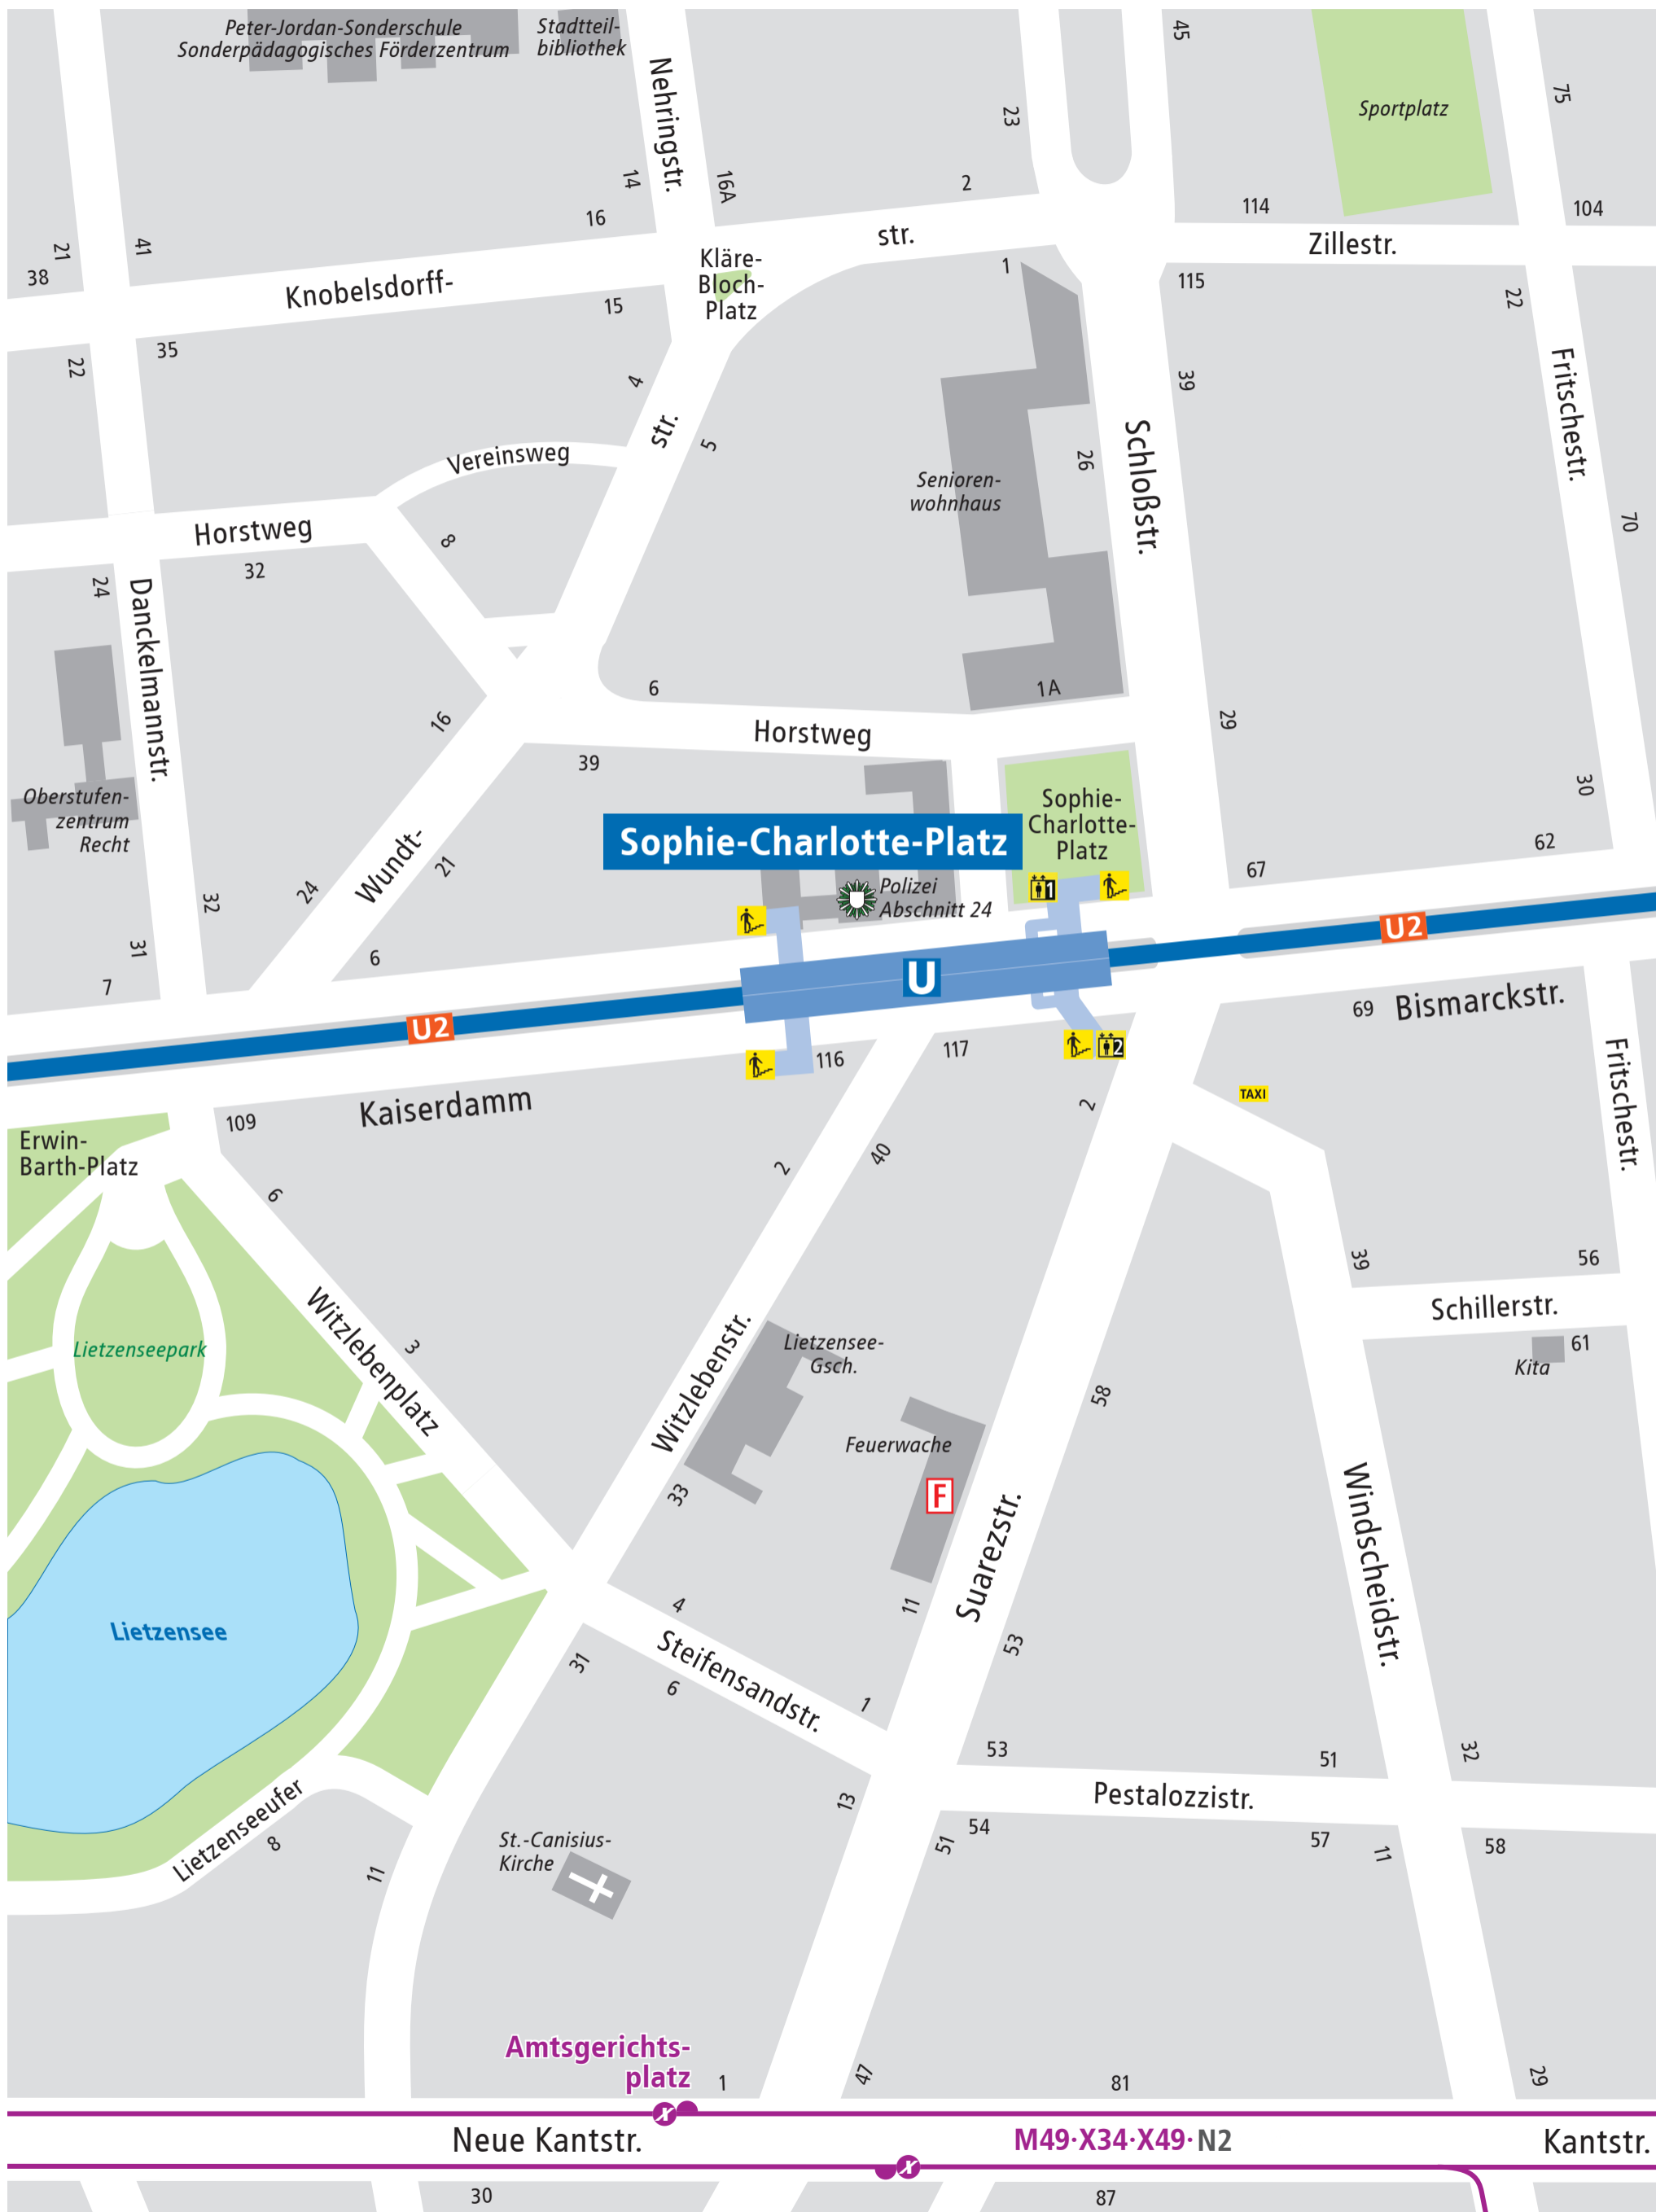 Peter-Jordan-Sonderschule
Sonderpädagogisches Förderzentrum
Stadtteil-
bibliothek
Nehringstr.
45
Sportplatz
75
23
14
16A
2
16
114
104
21
41
38
str.
Zillestr.
Kläre-
Bloch-
Platz
1
115
22
Knobelsdorff-
15
35
22
4
39
Fritschestr.
str.
5
Vereinsweg
Schloßstr.
26
Senioren-
wohnhaus
70
Horstweg
8
32
24
Danckelmannstr.
6
1A
16
29
Horstweg
39
30
Oberstufen-
zentrum
Recht
Sophie-
Charlotte-
Platz
Sophie-Charlotte-Platz
62
67
Wundt-
21
24
32
1
Polizei
Abschnitt 24
31
6
U2
7
U
69
Bismarckstr.
U2
116
117
2
Fritschestr.
TAXI
2
Kaiserdamm
109
Erwin-
Barth-Platz
6
2
40
39
56
Witzlebenplatz
3
Schillerstr.
61
Kita
Lietzenseepark
Witzlebenstr.
Lietzensee-
Gsch.
58
Feuerwache
F
33
Suarezstr.
Windscheidstr.
Lietzensee
4
11
53
31
Steifensandstr.
6
1
53
51
32
Pestalozzistr.
13
54
51
57
11
58
Lietzenseeufer
8
11
St.-Canisius-
Kirche
Amtsgerichts-
platz
1
47
81
29
X
Neue Kantstr.
M49·X34·X49·N2
Kantstr.
X
30
87